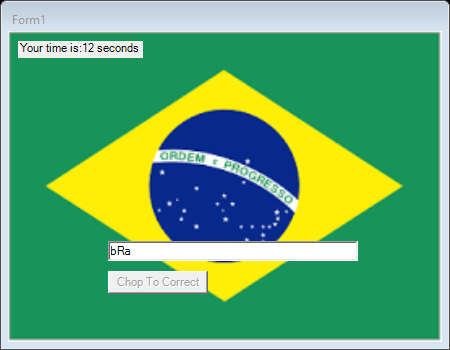 Form1
Your time is:12 seconds
ORDEM E PROGRESSO
bRa
Chop To Correct